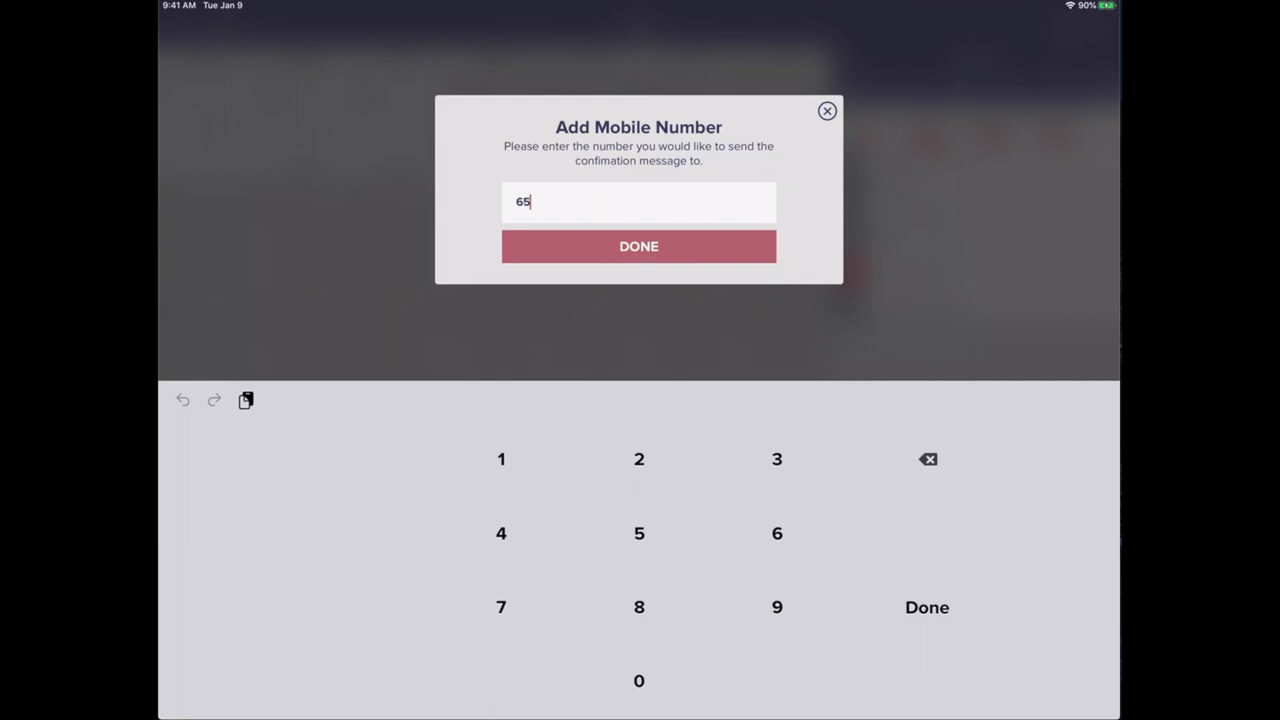 9:41 AM Tue Jan 9
90%
Add Mobile Number
Please enter the number you would like to send the
confimation message to.
65
DONE
1 2 3
4 5 6
7 8 9 Done
0